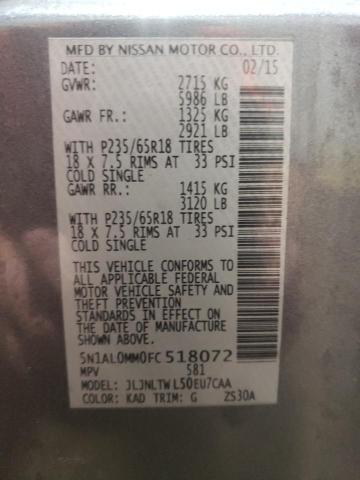 MFD BY NISSAN MOTOR CO., LTD.
DATE: 02/15
GVWR: 2715 KG
5986 LB
GAWR FR.: 1325 KG
2921 LB
WITH P235/65R18 TIRES
18 X 7.5 RIMS AT 33 PSI
COLD SINGLE
GAWR RR.: 1415 KG
3120 LB
WITH P235/65R18 TIRES
18 X 7.5 RIMS AT 33 PSI
COLD SINGLE
THIS VEHICLE CONFORMS TO
ALL APPLICABLE FEDERAL
MOTOR VEHICLE SAFETY AND
THEFT PREVENTION
STANDARDS IN EFFECT ON
THE DATE OF MANUFACTURE
SHOWN ABOVE.
5N1AL0MM0FC518072
MPV 581
MODEL: JLJNLTWL50EU7CAA
COLOR: KAD TRIM: G ZS30A